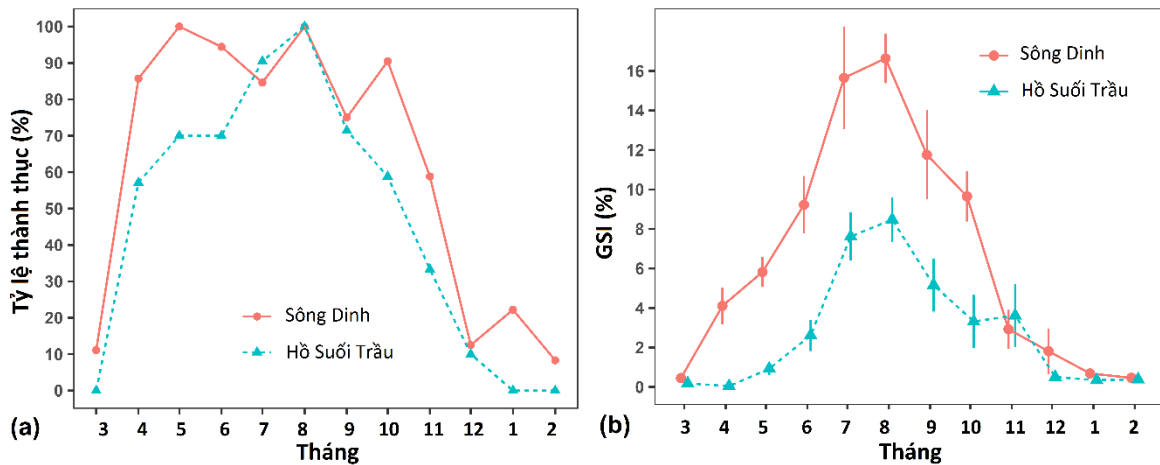 Tỷ lệ thành thục (%)
100
90
80
70
60
50
40
30
20
10
0
Sông Dinh
Hồ Suối Trầu
3 4 5 6 7 8 9 10 11 12 1 2
Tháng
(a)
GSI (%)
16
14
12
10
8
6
4
2
0
Sông Dinh
Hồ Suối Trầu
3 4 5 6 7 8 9 10 11 12 1 2
Tháng
(b)